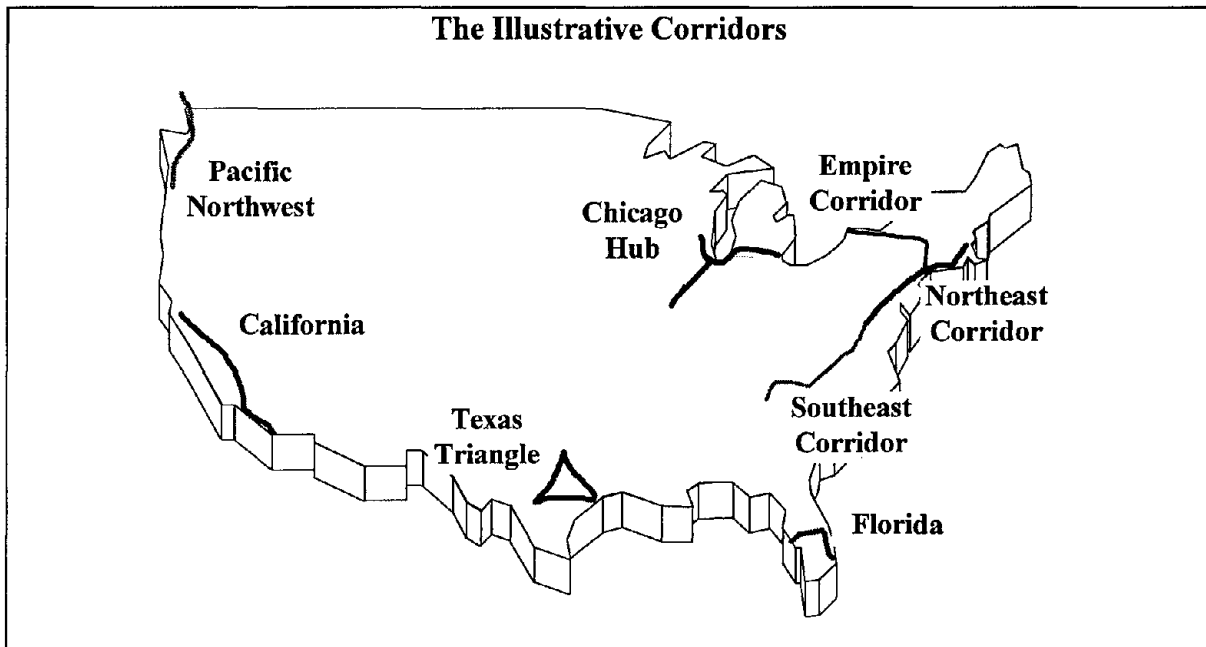 The Illustrative Corridors
Pacific
Northwest
Empire
Corridor
Chicago
Hub
Northeast
Corridor
California
Texas
Triangle
Southeast
Corridor
Florida